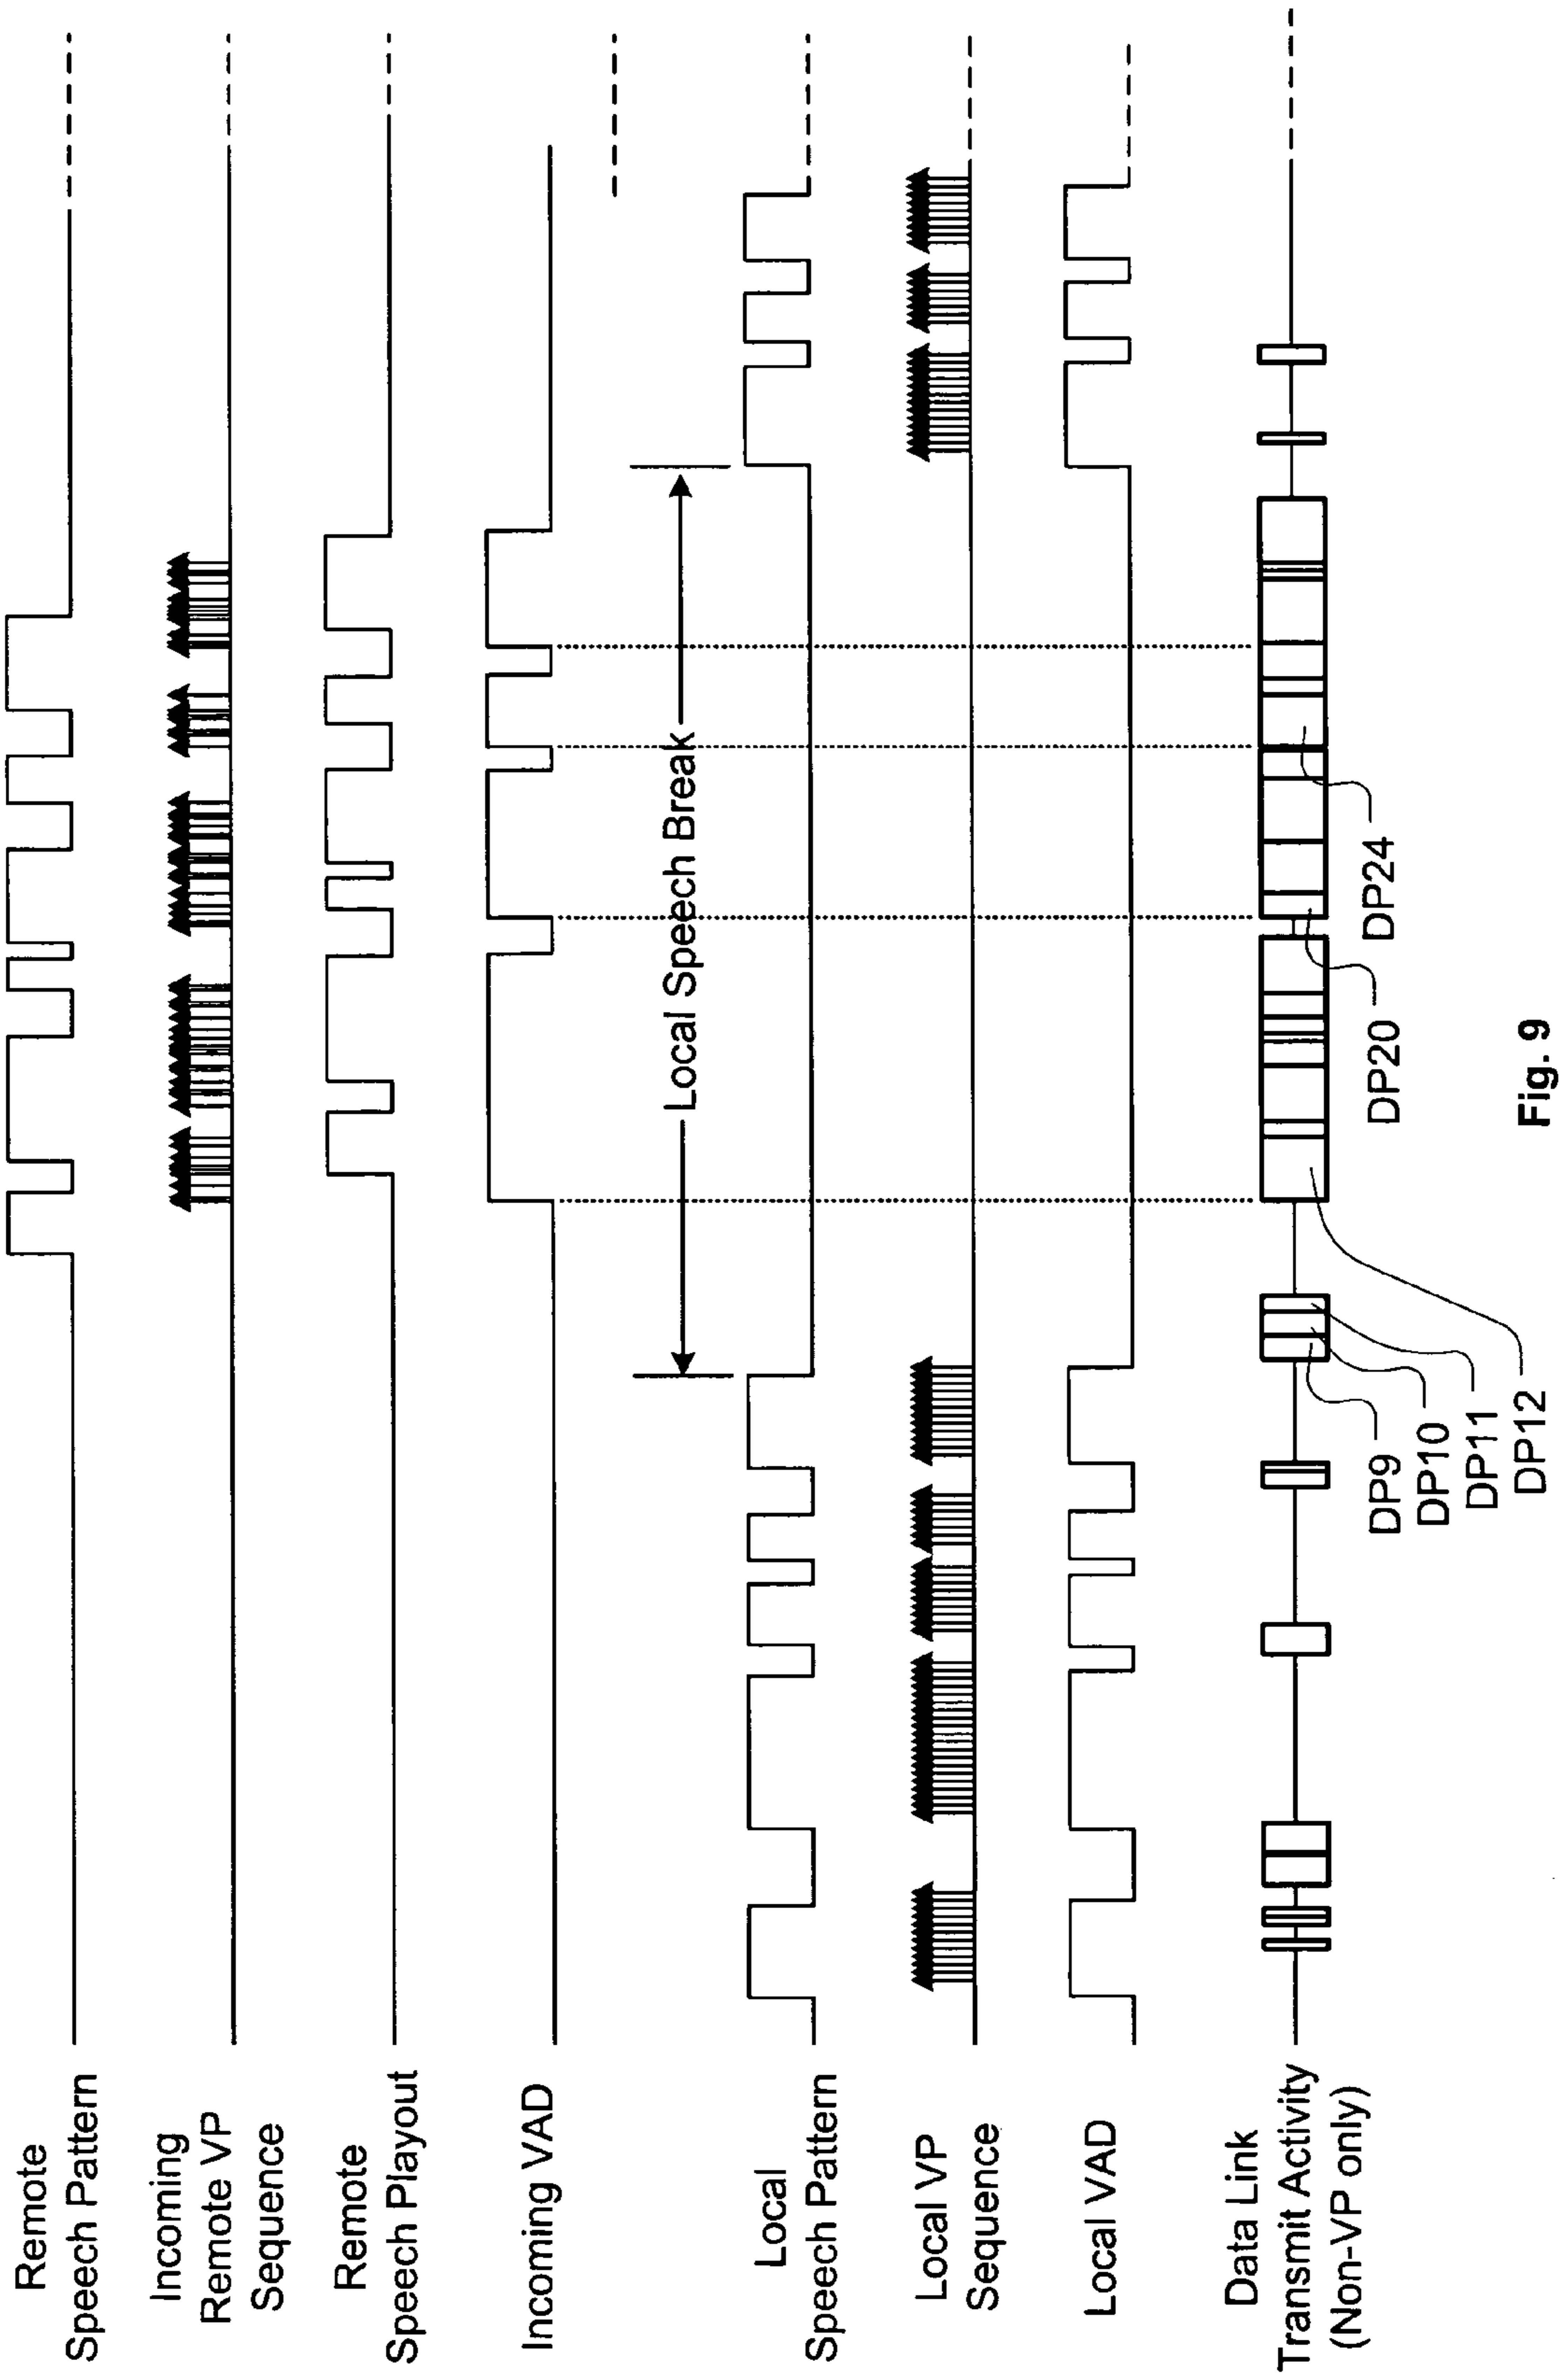 Remote
Speech Pattern
Incoming
Remote VP
Sequence
Remote
Speech Playout
Incoming VAD
Local Speech Break
Local
Speech Pattern
Local VP
Sequence
Local VAD
Data Link
Transmit Activity
(Non-VP only)
DP9
DP10
DP11
DP12
DP20
DP24
Fig. 9